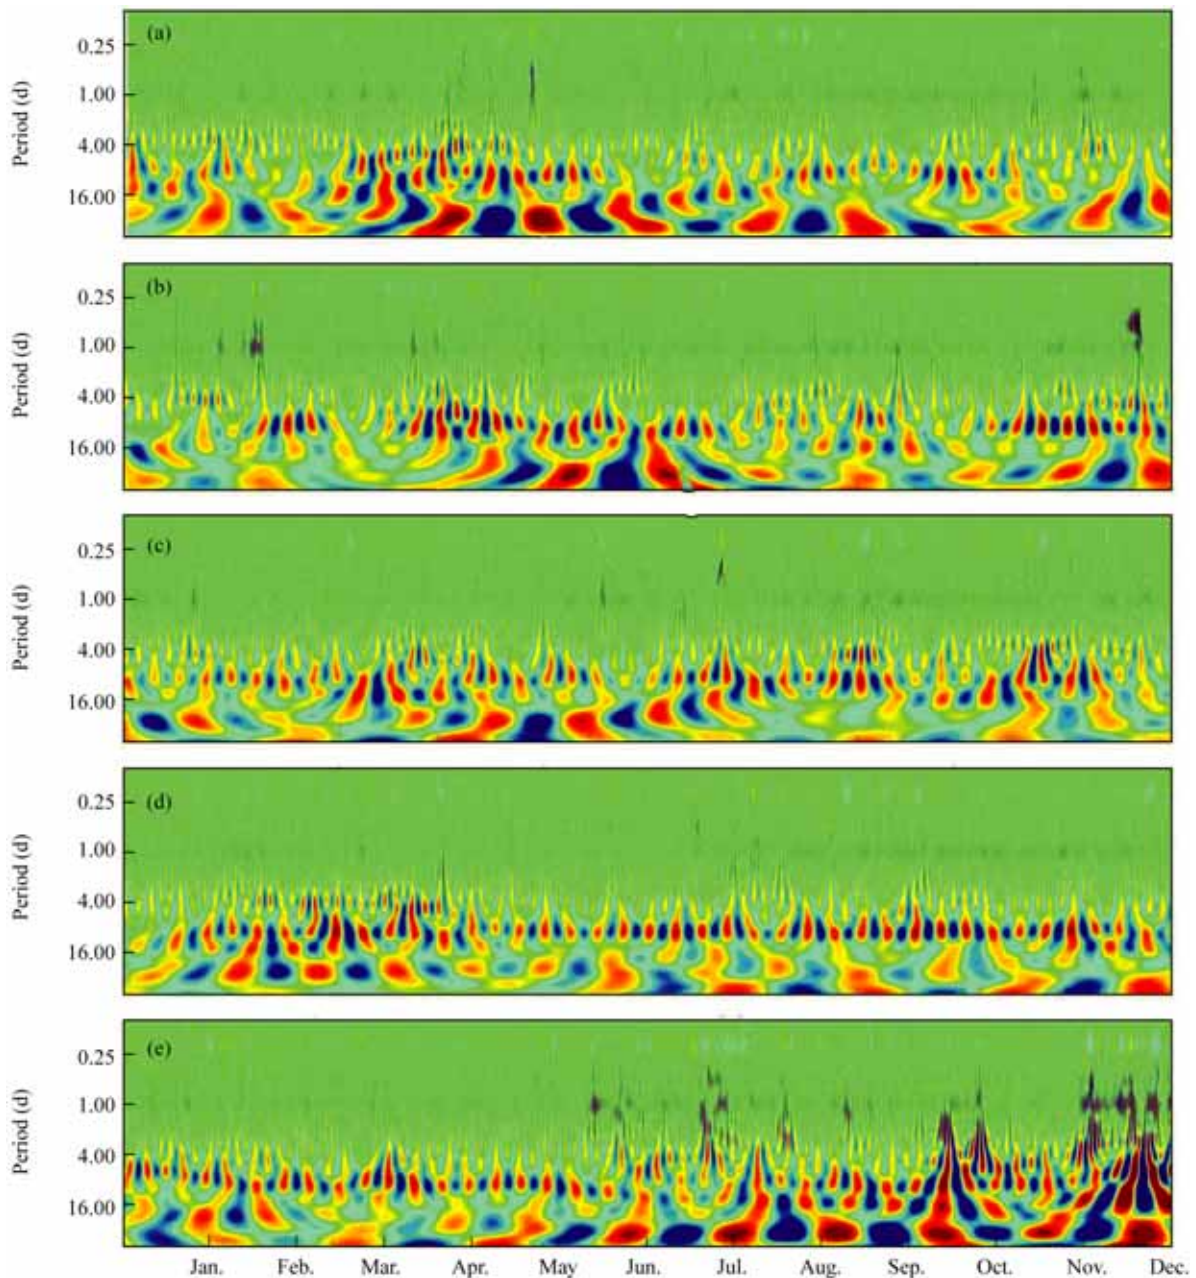 (a)
0.25
1.00
4.00
16.00
Period (d)
(b)
0.25
1.00
4.00
16.00
Period (d)
(c)
0.25
1.00
4.00
16.00
Period (d)
(d)
0.25
1.00
4.00
16.00
Period (d)
(e)
0.25
1.00
4.00
16.00
Period (d)
Jan. Feb. Mar. Apr. May Jun. Jul. Aug. Sep. Oct. Nov. Dec.